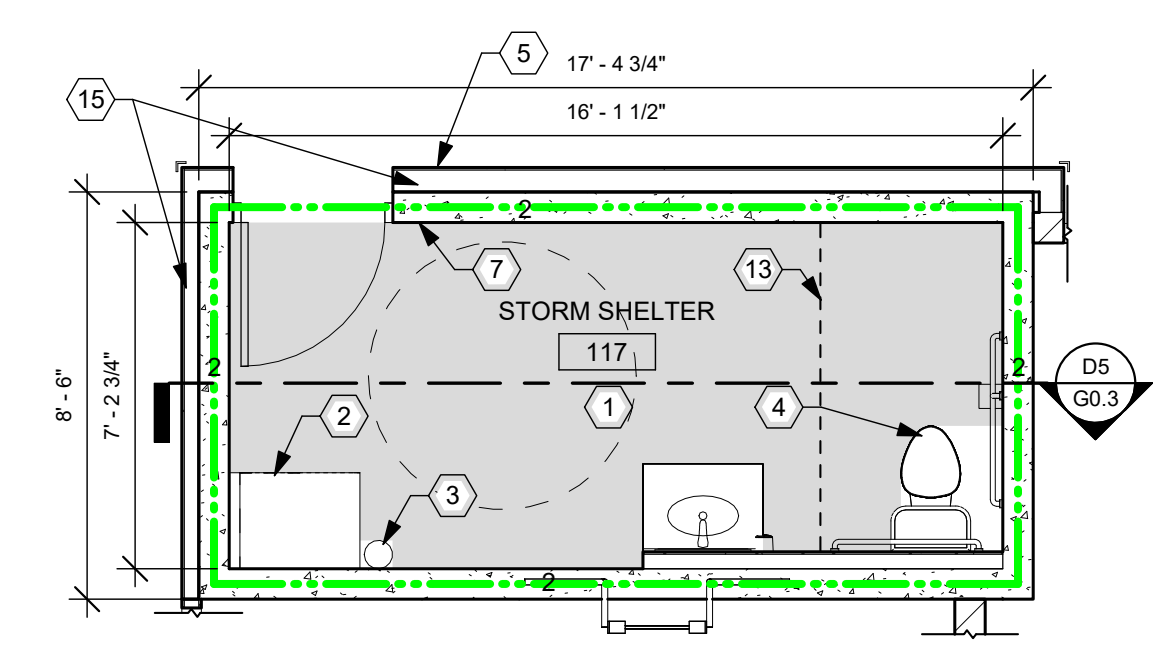 5
17' - 4 3/4"
15
16' - 1 1/2"
2
7
13
STORM SHELTER
117
8' - 6"
7' - 2 3/4"
2
2
D5
G0.3
2
1
4
3
2